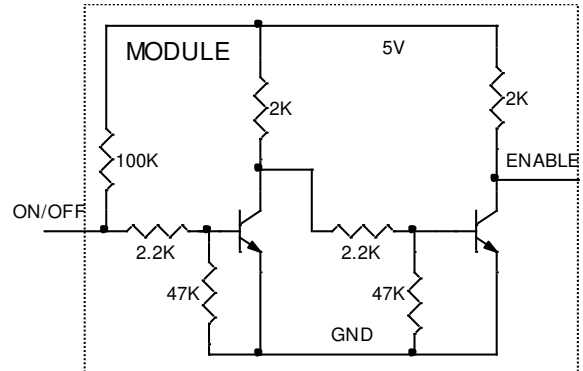 MODULE
5V
2K
2K
100K
ENABLE
ON/OFF
2.2K
2.2K
47K
47K
GND